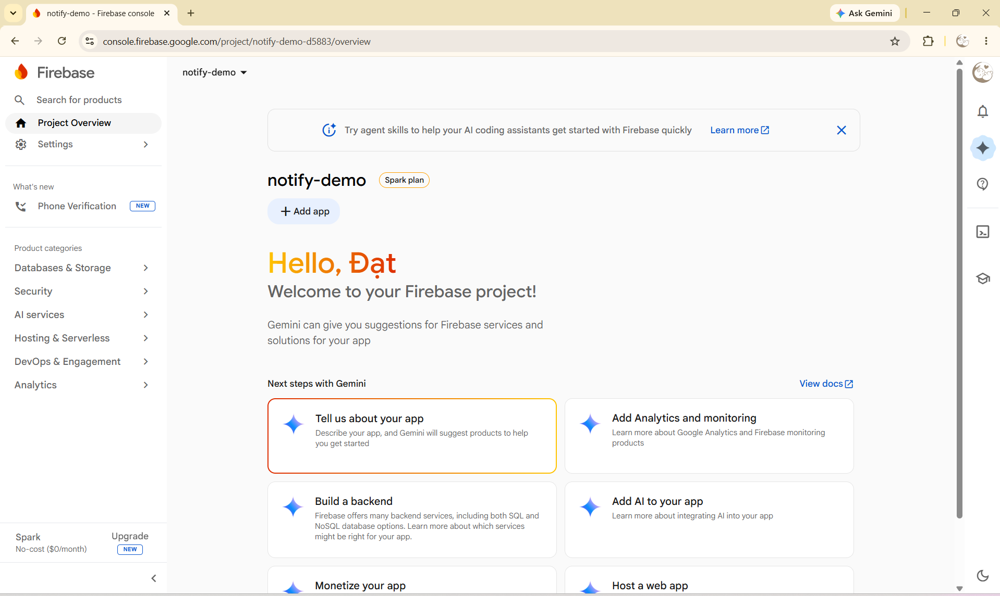 notify-demo - Firebase console
Ask Gemini
console.firebase.google.com/project/notify-demo-d5883/overview
Firebase
Search for products
Project Overview
Settings
What's new
Phone Verification
NEW
Product categories
Databases & Storage
Security
AI services
Hosting & Serverless
DevOps & Engagement
Analytics
Spark
No-cost ($0/month)
Upgrade
NEW
notify-demo
Try agent skills to help your AI coding assistants get started with Firebase quickly
Learn more
notify-demo
Spark plan
Add app
Hello, Đạt
Welcome to your Firebase project!
Gemini can give you suggestions for Firebase services and
solutions for your app
Next steps with Gemini
View docs
Tell us about your app
Describe your app, and Gemini will suggest products to help
you get started
Add Analytics and monitoring
Learn more about Google Analytics and Firebase monitoring
products
Build a backend
Firebase offers many backend services, including both SQL and
NoSQL database options. Learn more about which services
might be right for your app.
Add AI to your app
Learn more about integrating AI into your app
Monetize your app
Host a web app